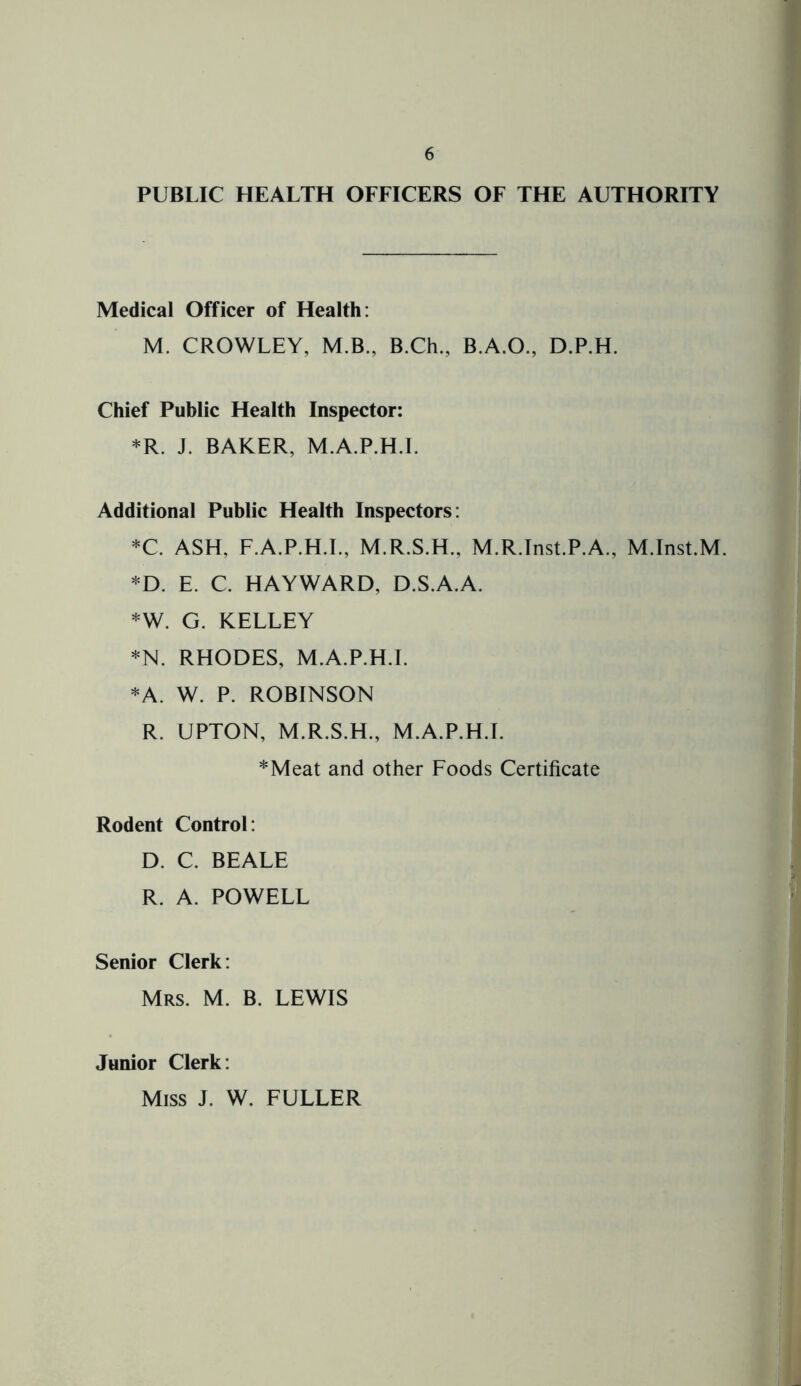 6
PUBLIC HEALTH OFFICERS OF THE AUTHORITY
Medical Officer of Health:
M. CROWLEY, M.B., B.Ch., B.A.O., D.P.H.
Chief Public Health Inspector:
*R. J. BAKER, M.A.P.H.I.
Additional Public Health Inspectors:
*C. ASH, F.A.P.H.I., M.R.S.H., M.R.Inst.P.A., M.Inst.M.
*D. E. C. HAYWARD, D.S.A.A.
*W. G. KELLEY
*N. RHODES, M.A.P.H.I.
*A. W. P. ROBINSON
R. UPTON, M.R.S.H., M.A.P.H.I.
*Meat and other Foods Certificate
Rodent Control:
D. C. BEALE
R. A. POWELL
Senior Clerk:
Mrs. M. B. LEWIS
Junior Clerk:
Miss J. W. FULLER